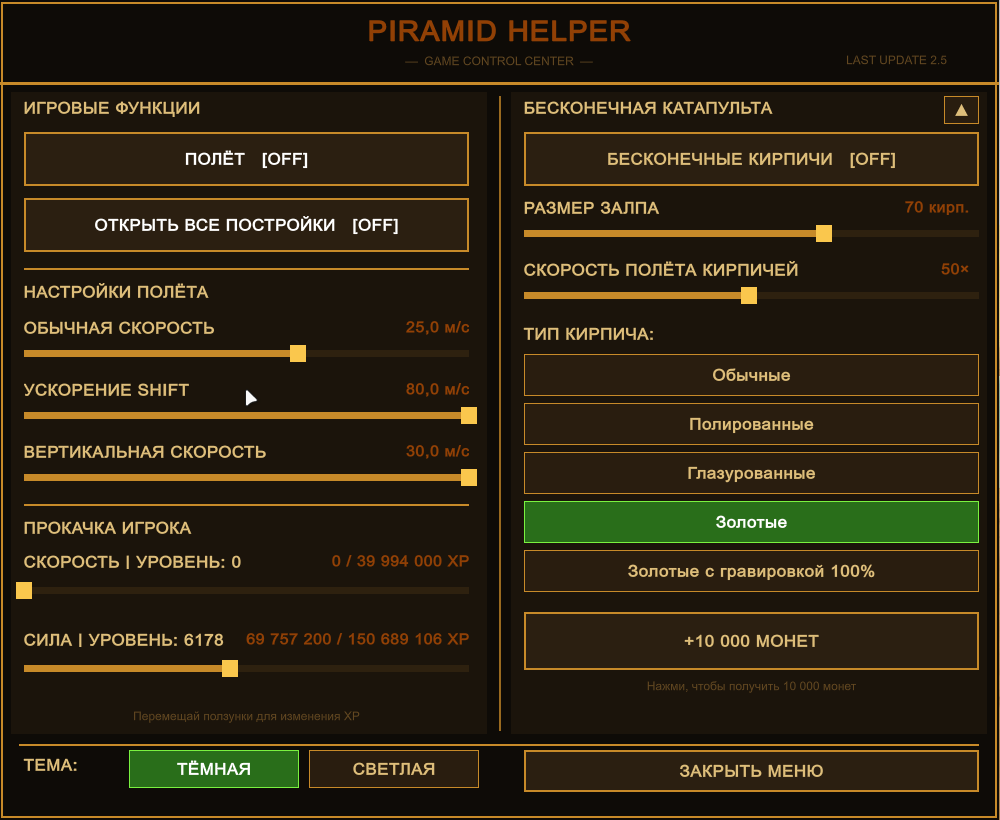 PIRAMID HELPER
— GAME CONTROL CENTER —
LAST UPDATE 2.5
ИГРОВЫЕ ФУНКЦИИ
ПОЛЁТ [OFF]
ОТКРЫТЬ ВСЕ ПОСТРОЙКИ [OFF]
НАСТРОЙКИ ПОЛЁТА
ОБЫЧНАЯ СКОРОСТЬ 25,0 м/с
УСКОРЕНИЕ SHIFT 80,0 м/с
ВЕРТИКАЛЬНАЯ СКОРОСТЬ 30,0 м/с
ПРОКАЧКА ИГРОКА
СКОРОСТЬ | УРОВЕНЬ: 0 0 / 39 994 000 XP
СИЛА | УРОВЕНЬ: 6178 69 757 200 / 150 689 106 XP
Перемещай ползунки для изменения XP
БЕСКОНЕЧНАЯ КАТАПУЛЬТА ▲
БЕСКОНЕЧНЫЕ КИРПИЧИ [OFF]
РАЗМЕР ЗАЛПА 70 кирп.
СКОРОСТЬ ПОЛЁТА КИРПИЧЕЙ 50×
ТИП КИРПИЧА:
Обычные
Полированные
Глазурованные
Золотые
Золотые с гравировкой 100%
+10 000 МОНЕТ
Нажми, чтобы получить 10 000 монет
ТЕМА: ТЁМНАЯ СВЕТЛАЯ
ЗАКРЫТЬ МЕНЮ